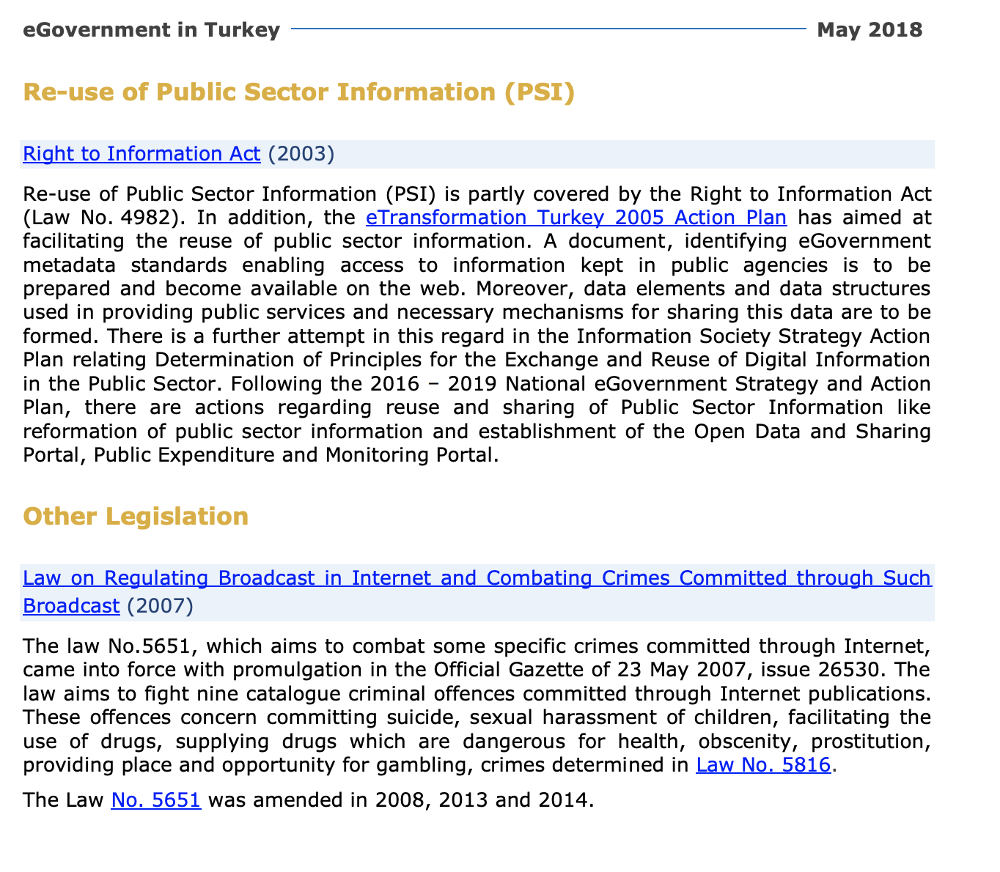 eGovernment in Turkey May 2018
Re-use of Public Sector Information (PSI)
Right to Information Act (2003)
Re-use of Public Sector Information (PSI) is partly covered by the Right to Information Act
(Law No. 4982). In addition, the eTransformation Turkey 2005 Action Plan has aimed at
facilitating the reuse of public sector information. A document, identifying eGovernment
metadata standards enabling access to information kept in public agencies is to be
prepared and become available on the web. Moreover, data elements and data structures
used in providing public services and necessary mechanisms for sharing this data are to be
formed. There is a further attempt in this regard in the Information Society Strategy Action
Plan relating Determination of Principles for the Exchange and Reuse of Digital Information
in the Public Sector. Following the 2016 – 2019 National eGovernment Strategy and Action
Plan, there are actions regarding reuse and sharing of Public Sector Information like
reformation of public sector information and establishment of the Open Data and Sharing
Portal, Public Expenditure and Monitoring Portal.
Other Legislation
Law on Regulating Broadcast in Internet and Combating Crimes Committed through Such
Broadcast (2007)
The law No.5651, which aims to combat some specific crimes committed through Internet,
came into force with promulgation in the Official Gazette of 23 May 2007, issue 26530. The
law aims to fight nine catalogue criminal offences committed through Internet publications.
These offences concern committing suicide, sexual harassment of children, facilitating the
use of drugs, supplying drugs which are dangerous for health, obscenity, prostitution,
providing place and opportunity for gambling, crimes determined in Law No. 5816.
The Law No. 5651 was amended in 2008, 2013 and 2014.